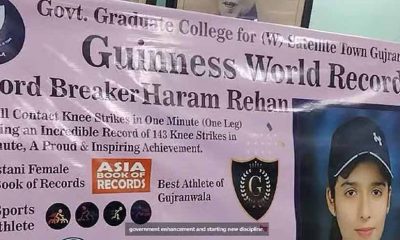 Govt. Graduate College for (W) Satellite Town Gujran
Guinness World Record
ord Breaker Haram Rehan
ll Contact Knee Strikes in One Minute (One Leg)
ing an Incredible Record of 143 Knee Strikes in
nute, A Proud & Inspiring Achievement.
stani Female
Book of Records
ASIA
BOOK OF
RECORDS
Best Athlete of
Gujranwala
G
Sports
thlete
government enhancement and starting new discipline